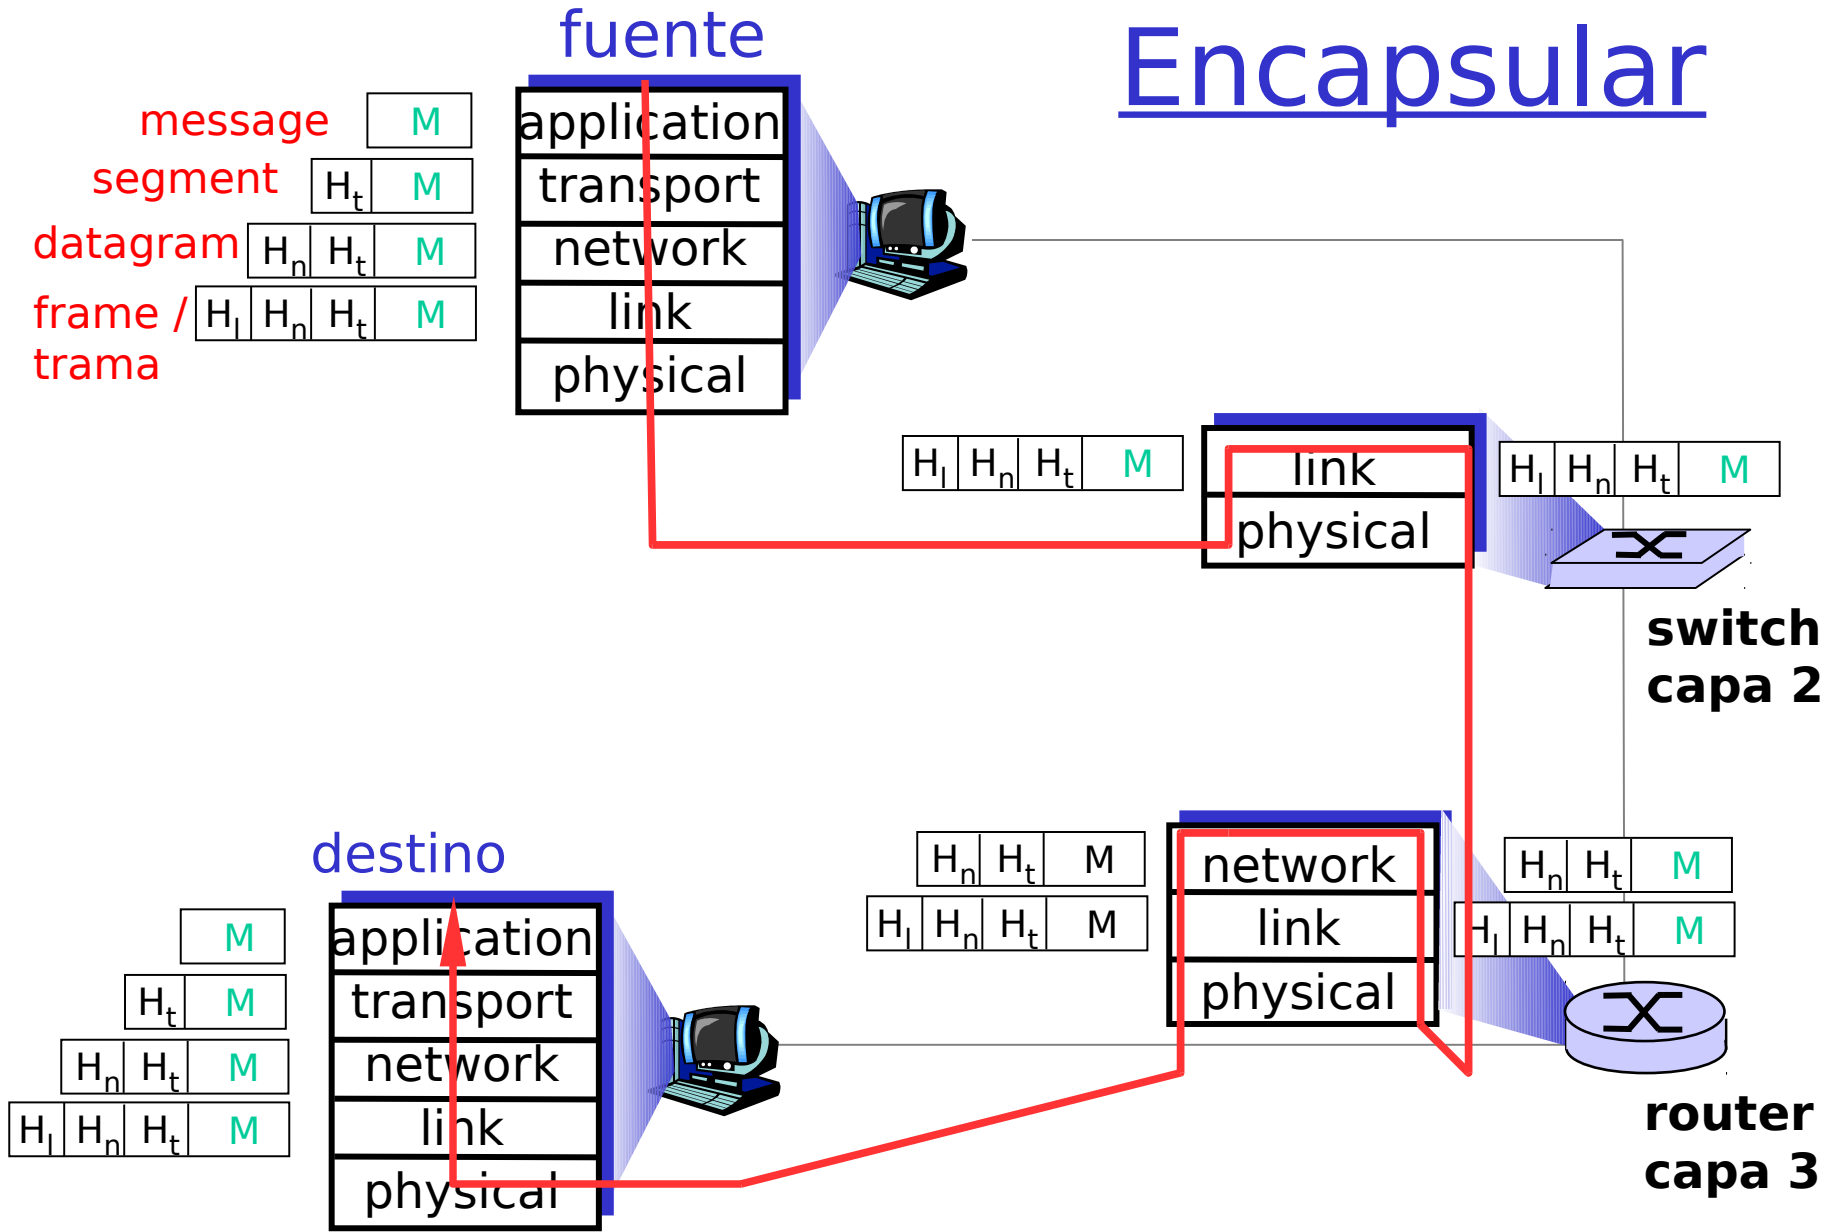 fuente
Encapsular
message M
segment Ht M
datagram Hn Ht M
frame / Hl Hn Ht M
trama
application
transport
network
link
physical
Hl Hn Ht M
link
physical
Hl Hn Ht M
switch
capa 2
destino
M
Ht M
Hn Ht M
Hl Hn Ht M
application
transport
network
link
physical
Hn Ht M
Hl Hn Ht M
network
link
physical
Hn Ht M
Hl Hn Ht M
router
capa 3